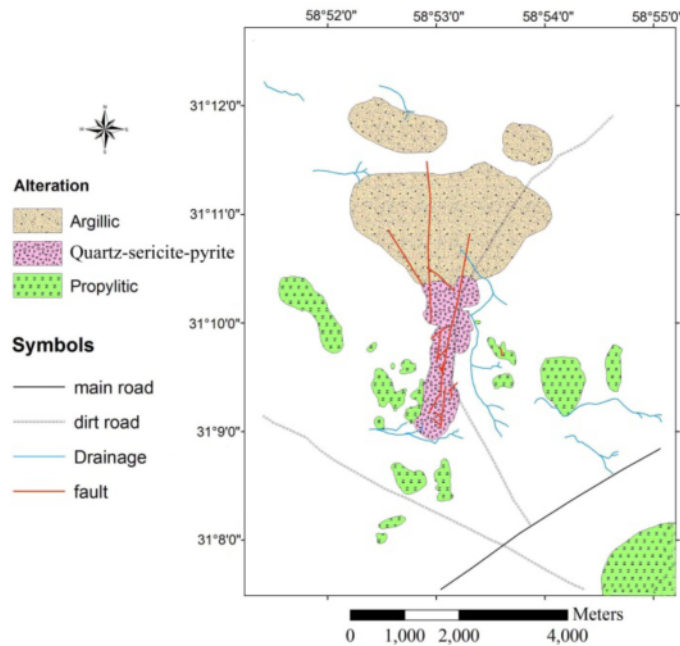 58°52'0" 58°53'0" 58°54'0" 58°55'0"
31°12'0"
31°11'0"
31°10'0"
31°9'0"
31°8'0"
N
Alteration
Argillic
Quartz-sericite-pyrite
Propylitic
Symbols
main road
dirt road
Drainage
fault
Meters
0 1,000 2,000 4,000